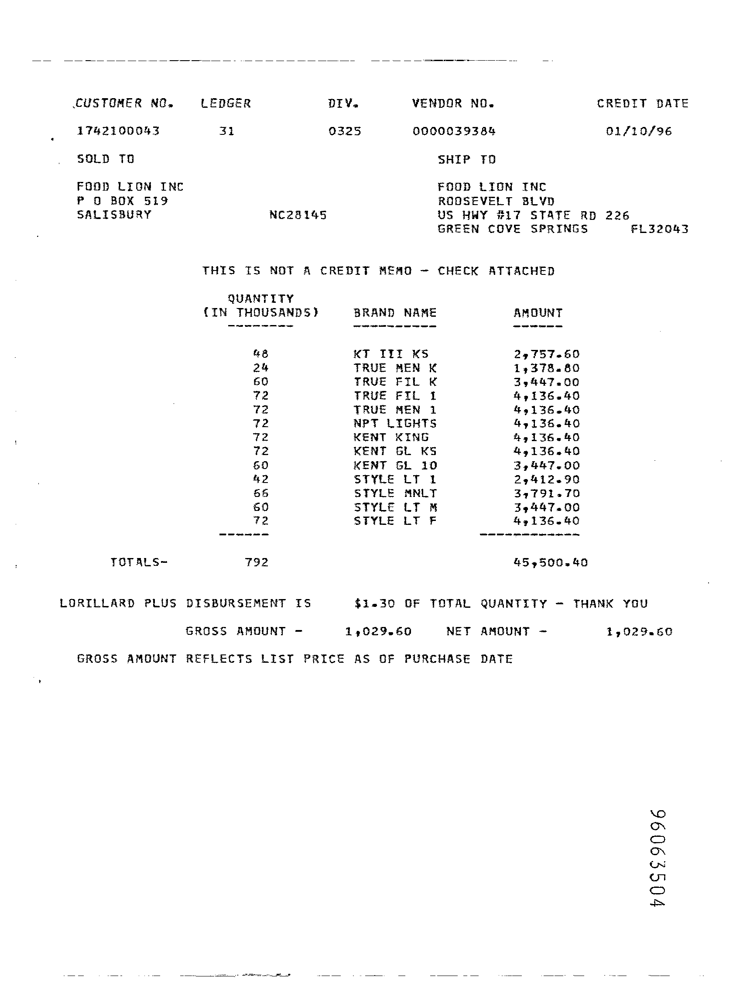 CUSTOMER NO. LEDGER DIV. VENDOR NO. CREDIT DATE
1742100043 31 0325 0000039384 01/10/96
SOLD TO SHIP TO
FOOD LION INC FOOD LION INC
P O BOX 519 ROOSEVELT BLVD
SALISBURY NC28145 US HWY #17 STATE RD 226
GREEN COVE SPRINGS FL32043
THIS IS NOT A CREDIT MEMO - CHECK ATTACHED
QUANTITY
(IN THOUSANDS) BRAND NAME AMOUNT
-------- ---------- ------
48 KT III KS 2,757.60
24 TRUE MEN K 1,378.80
60 TRUE FIL K 3,447.00
72 TRUE FIL 1 4,136.40
72 TRUE MEN 1 4,136.40
72 NPT LIGHTS 4,136.40
72 KENT KING 4,136.40
72 KENT GL KS 4,136.40
60 KENT GL 10 3,447.00
42 STYLE LT 1 2,412.90
66 STYLE MNLT 3,791.70
60 STYLE LT M 3,447.00
72 STYLE LT F 4,136.40
------ ------------
TOTALS- 792 45,500.40
LORILLARD PLUS DISBURSEMENT IS $1.30 OF TOTAL QUANTITY - THANK YOU
GROSS AMOUNT - 1,029.60 NET AMOUNT - 1,029.60
GROSS AMOUNT REFLECTS LIST PRICE AS OF PURCHASE DATE
96063504